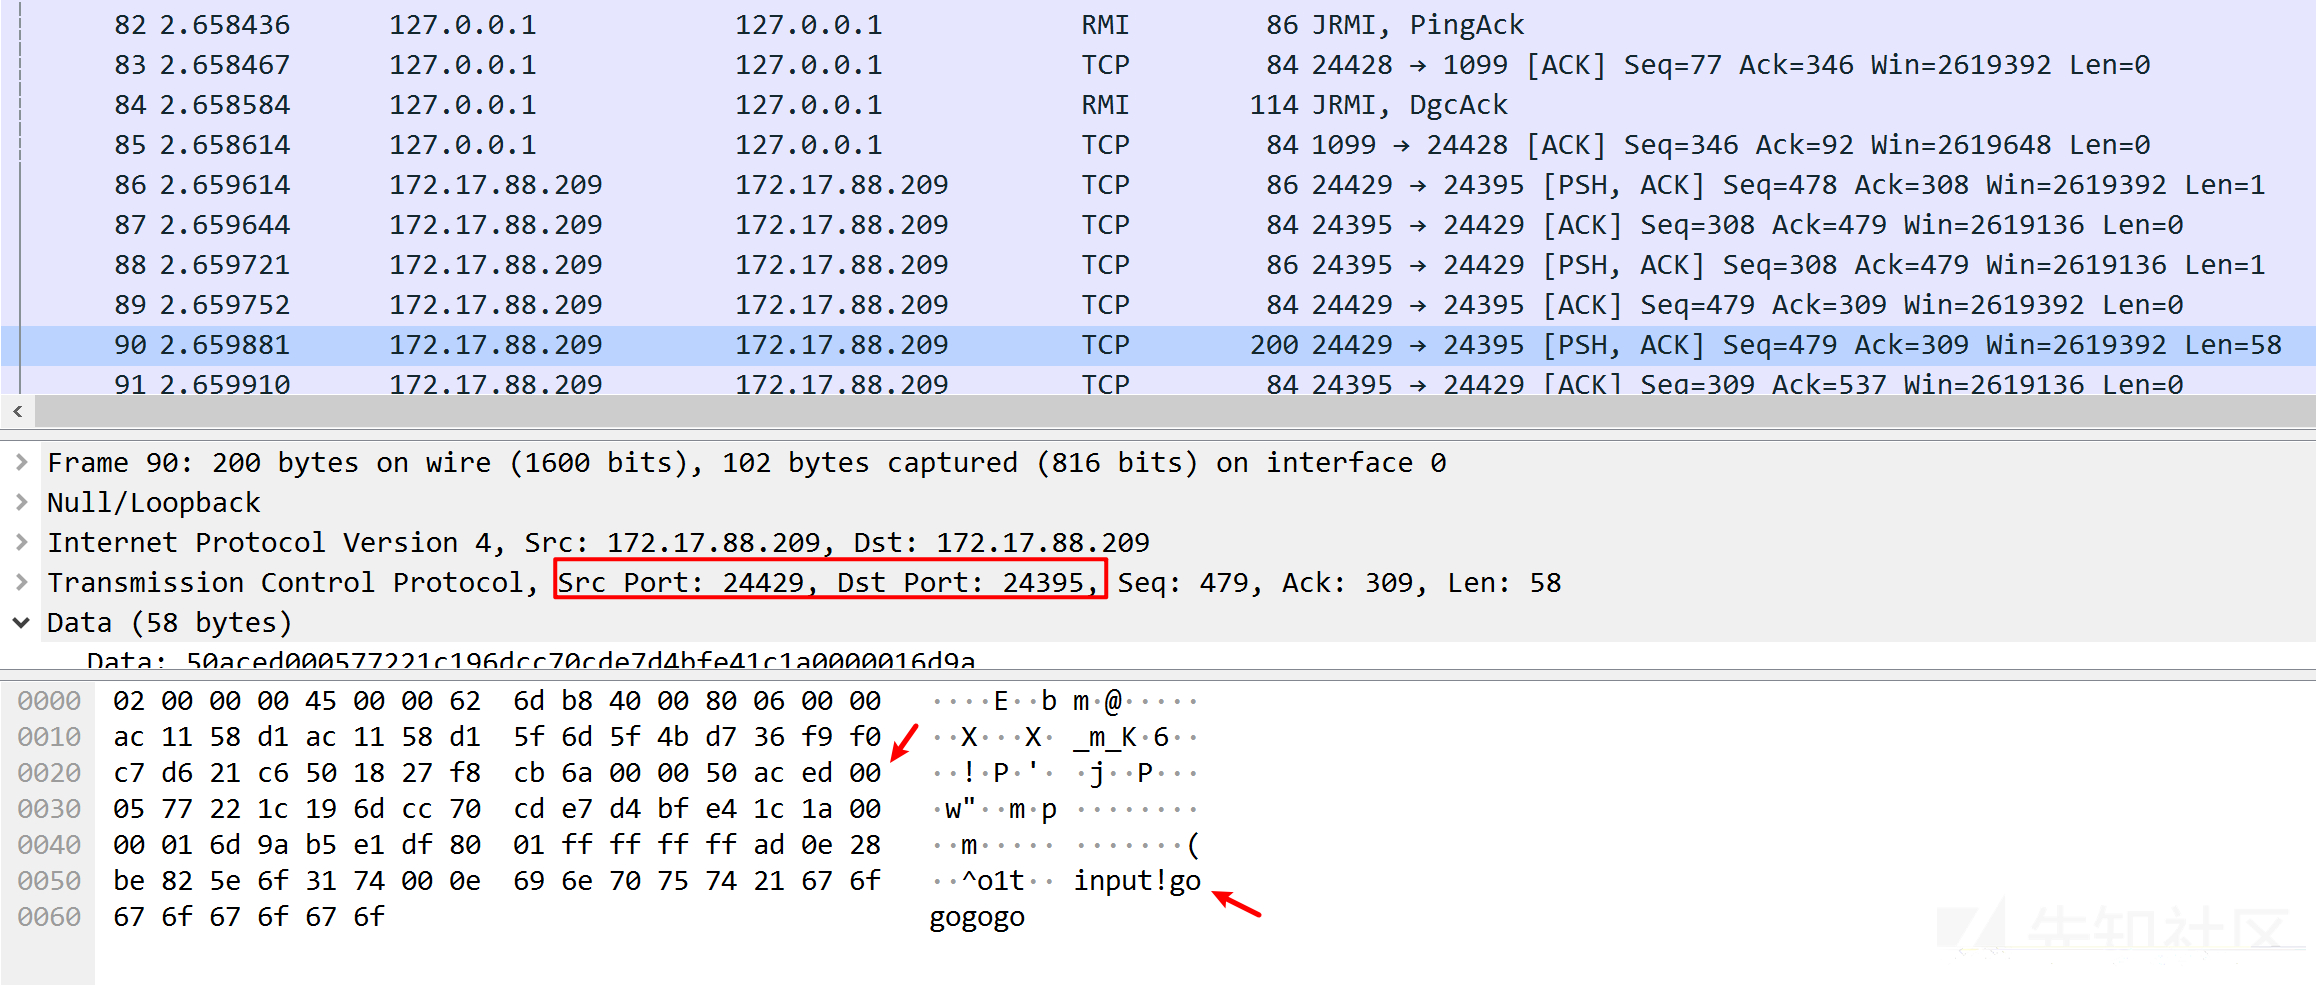 82 2.658436 127.0.0.1 127.0.0.1 RMI 86 JRMI, PingAck
83 2.658467 127.0.0.1 127.0.0.1 TCP 84 24428 → 1099 [ACK] Seq=77 Ack=346 Win=2619392 Len=0
84 2.658584 127.0.0.1 127.0.0.1 RMI 114 JRMI, DgcAck
85 2.658614 127.0.0.1 127.0.0.1 TCP 84 1099 → 24428 [ACK] Seq=346 Ack=92 Win=2619648 Len=0
86 2.659614 172.17.88.209 172.17.88.209 TCP 86 24429 → 24395 [PSH, ACK] Seq=478 Ack=308 Win=2619392 Len=1
87 2.659644 172.17.88.209 172.17.88.209 TCP 84 24395 → 24429 [ACK] Seq=308 Ack=479 Win=2619136 Len=0
88 2.659721 172.17.88.209 172.17.88.209 TCP 86 24395 → 24429 [PSH, ACK] Seq=308 Ack=479 Win=2619136 Len=1
89 2.659752 172.17.88.209 172.17.88.209 TCP 84 24429 → 24395 [ACK] Seq=479 Ack=309 Win=2619392 Len=0
90 2.659881 172.17.88.209 172.17.88.209 TCP 200 24429 → 24395 [PSH, ACK] Seq=479 Ack=309 Win=2619392 Len=58
91 2.659910 172.17.88.209 172.17.88.209 TCP 84 24395 → 24429 [ACK] Seq=309 Ack=537 Win=2619136 Len=0
Frame 90: 200 bytes on wire (1600 bits), 102 bytes captured (816 bits) on interface 0
Null/Loopback
Internet Protocol Version 4, Src: 172.17.88.209, Dst: 172.17.88.209
Transmission Control Protocol, Src Port: 24429, Dst Port: 24395, Seq: 479, Ack: 309, Len: 58
Data (58 bytes)
Data: 50aced000577221c196dcc70cde7d4bfe41c1a0000016d9a
0000 02 00 00 00 45 00 00 62 6d b8 40 00 80 06 00 00 ····E··b m·@·····
0010 ac 11 58 d1 ac 11 58 d1 5f 6d 5f 4b d7 36 f9 f0 ··X···X· _m_K·6··
0020 c7 d6 21 c6 50 18 27 f8 cb 6a 00 00 50 ac ed 00 ··!·P·'· ·j··P···
0030 05 77 22 1c 19 6d cc 70 cd e7 d4 bf e4 1c 1a 00 ·w"··m·p ········
0040 00 01 6d 9a b5 e1 df 80 01 ff ff ff ff ad 0e 28 ··m····· ·······(
0050 be 82 5e 6f 31 74 00 0e 69 6e 70 75 74 21 67 6f ··^o1t·· input!go
0060 67 6f 67 6f 67 6f gogogo
先知社区